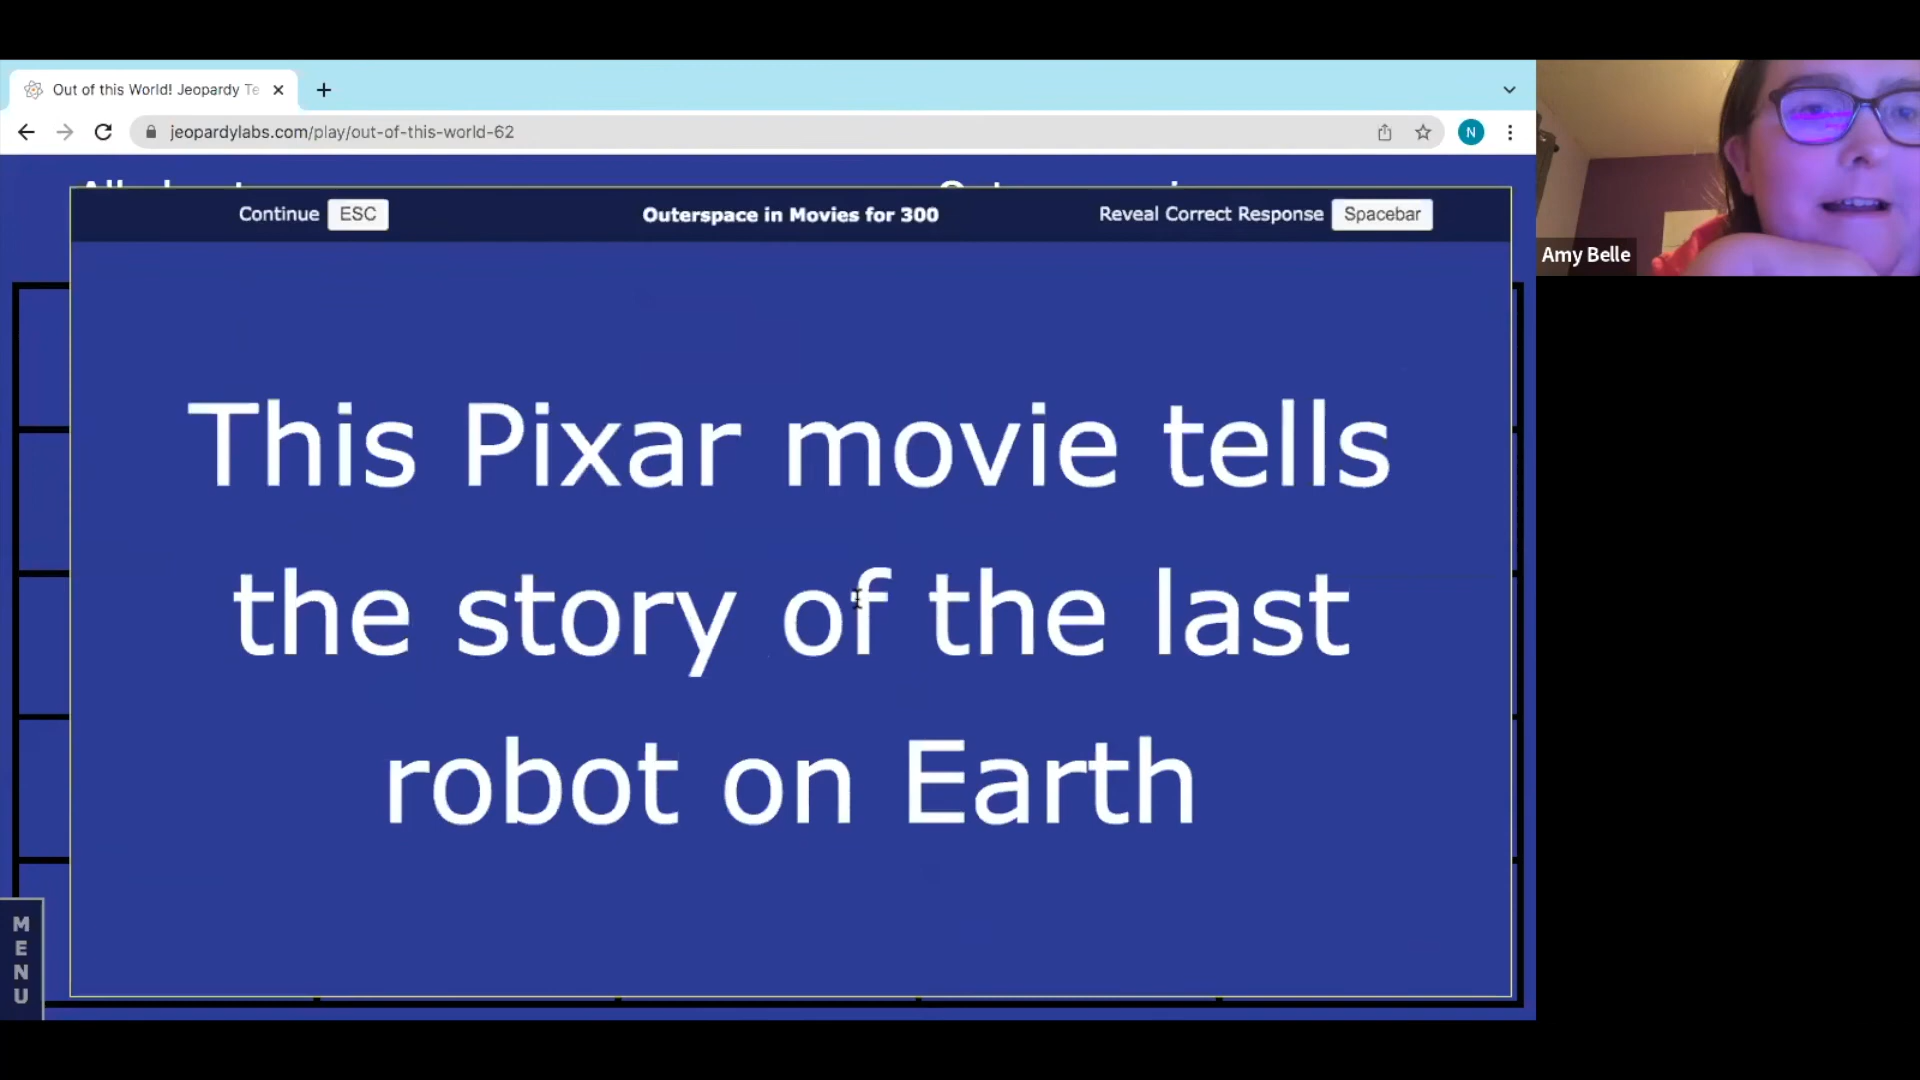 Out of this World! Jeopardy Te
jeopardylabs.com/play/out-of-this-world-62
N
Continue ESC
Outerspace in Movies for 300
Reveal Correct Response Spacebar
Amy Belle
This Pixar movie tells
the story of the last
robot on Earth
MENU